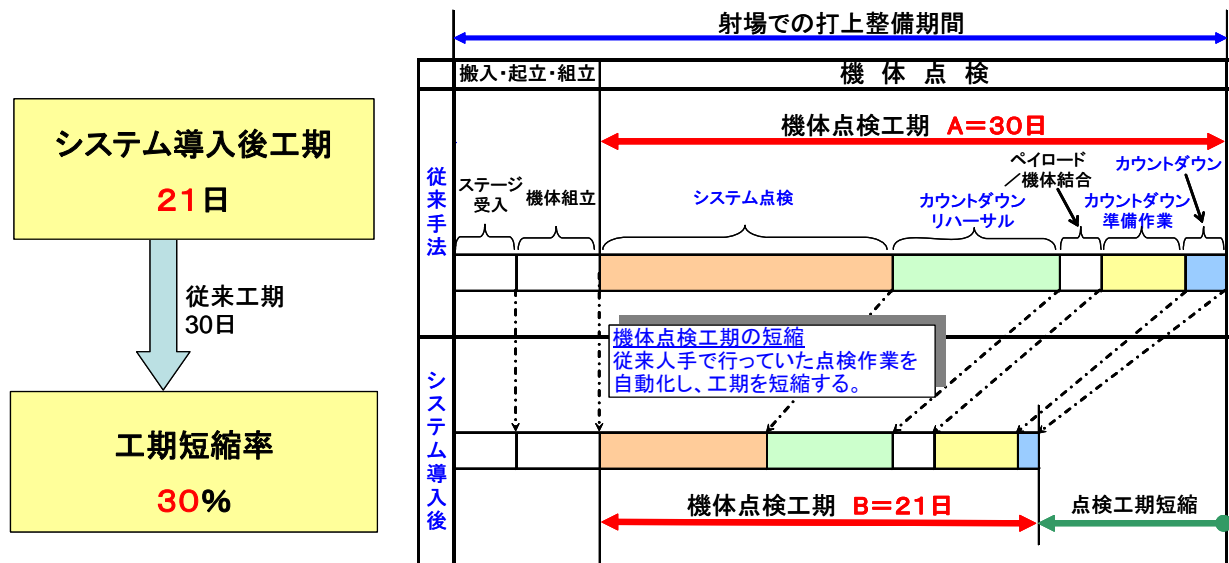 システム導入後工期
21日
従来工期
30日
工期短縮率
30%
射場での打上整備期間
搬入・起立・組立
機体点検
従来手法
機体点検工期 A=30日
ステージ
受入
機体組立
システム点検
カウントダウン
リハーサル
ペイロード
/機体結合
カウントダウン
準備作業
カウントダウン
機体点検工期の短縮
従来人手で行っていた点検作業を
自動化し、工期を短縮する。
システム導入後
機体点検工期 B=21日
点検工期短縮